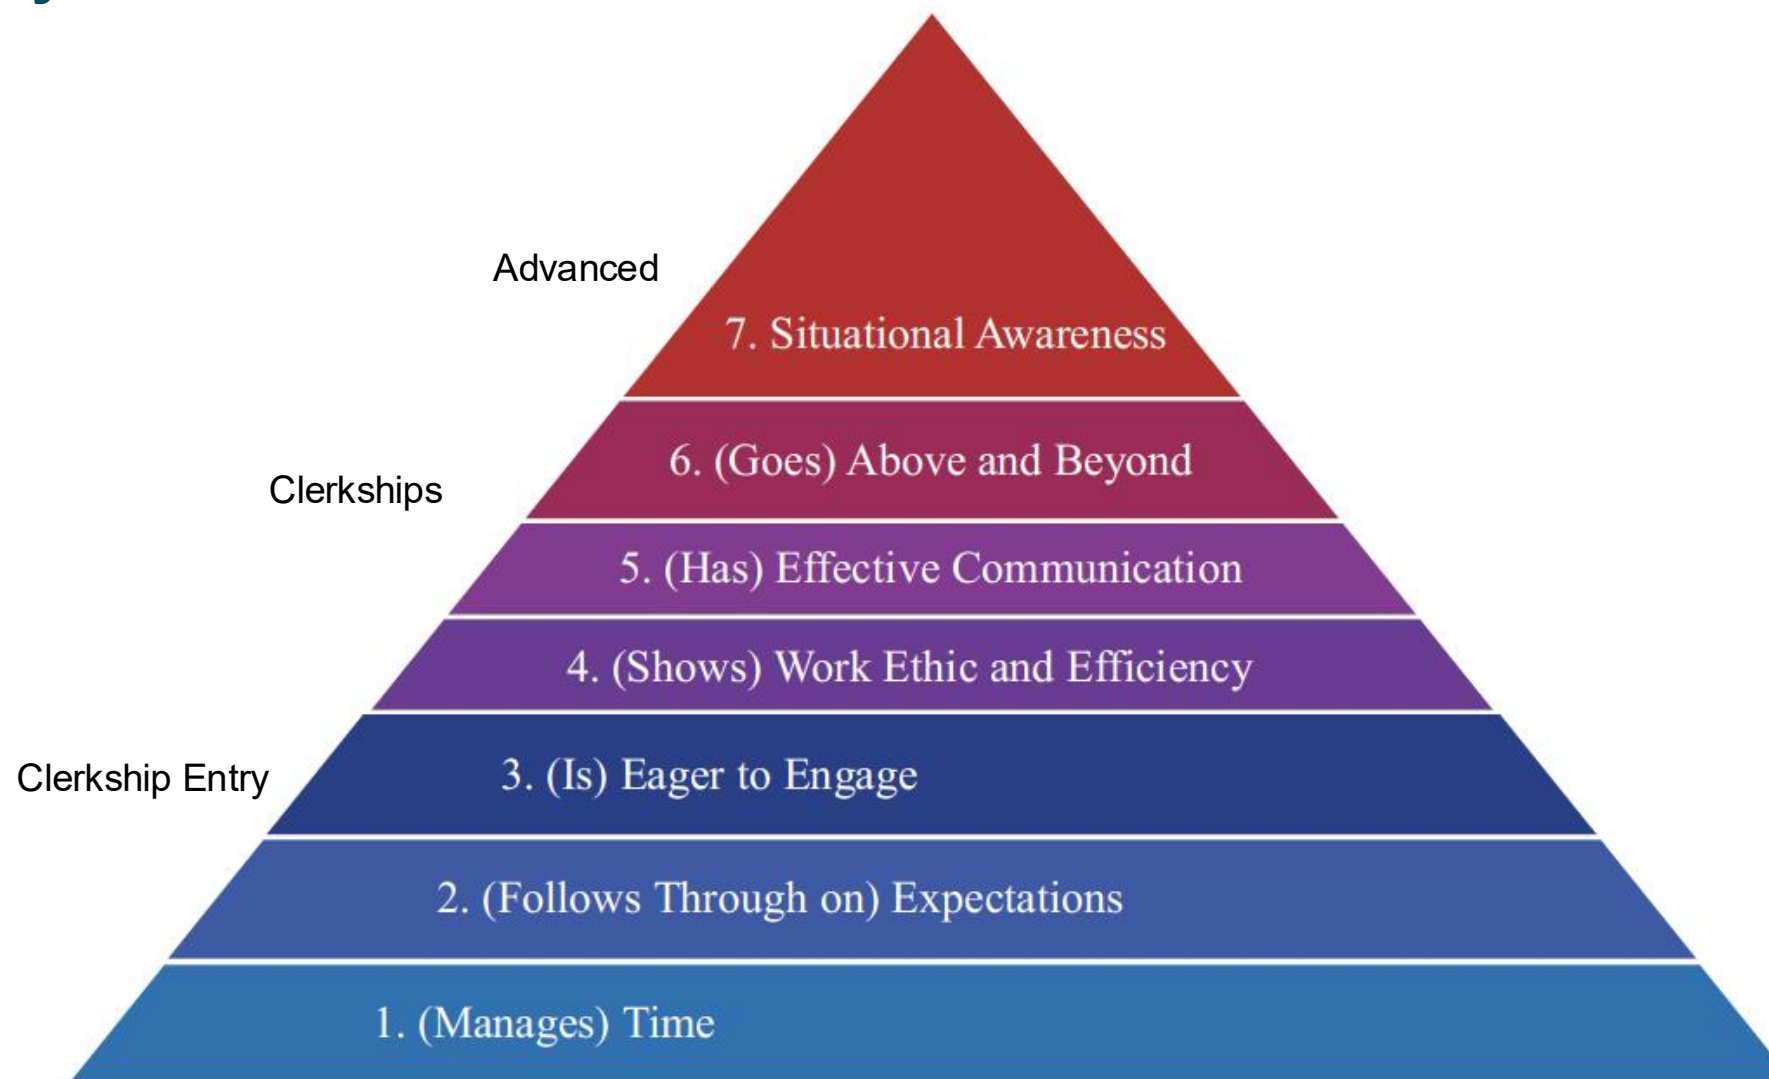 Advanced
7. Situational Awareness
6. (Goes) Above and Beyond
Clerkships
5. (Has) Effective Communication
4. (Shows) Work Ethic and Efficiency
Clerkship Entry
3. (Is) Eager to Engage
2. (Follows Through on) Expectations
1. (Manages) Time